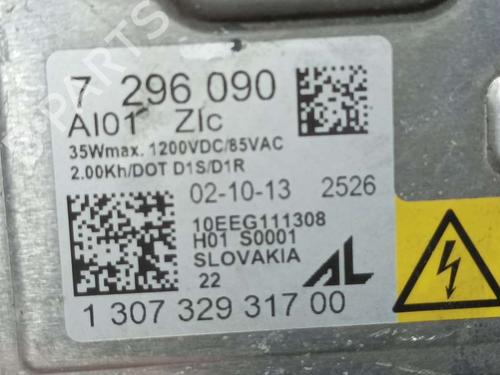 7 296 090
AI01 ZIc
35Wmax. 1200VDC/85VAC
2.00Kh/DOT D1S/D1R
02-10-13 2526
10EEG111308
H01 S0001
SLOVAKIA
22 AL
1 307 329 317 00